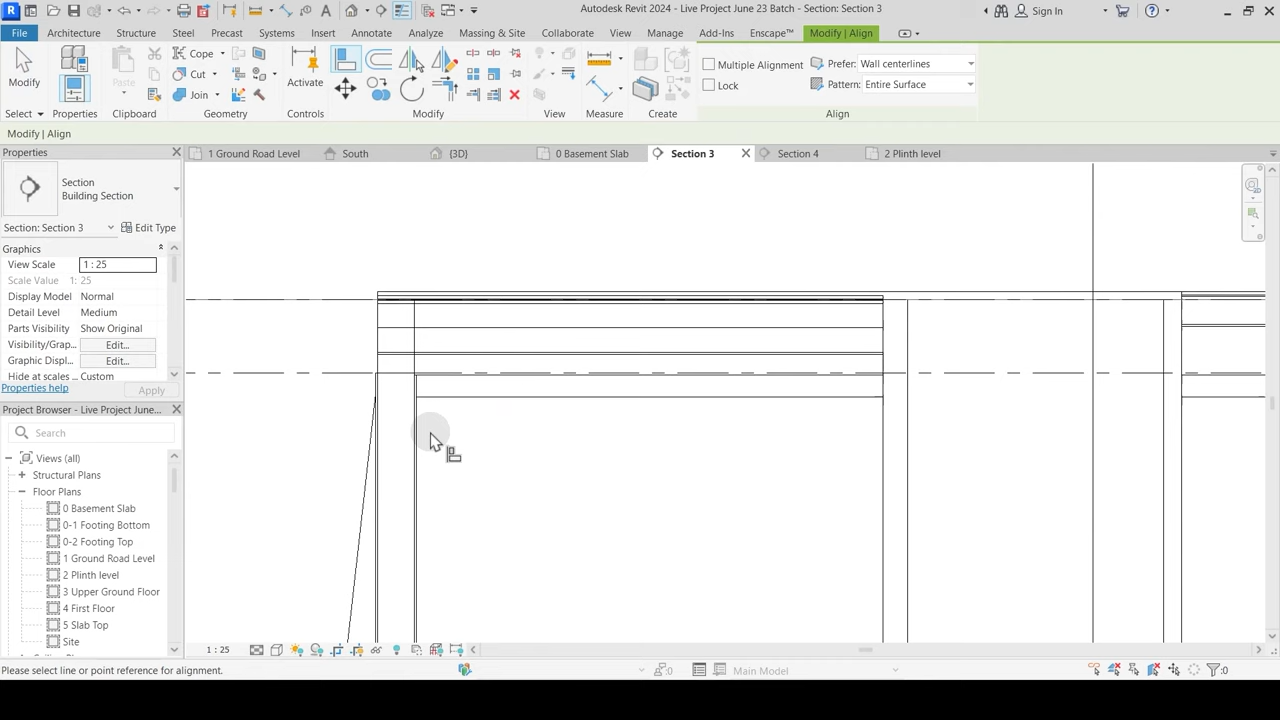 Autodesk Revit 2024 - Live Project June 23 Batch - Section: Section 3
Sign In
File Architecture Structure Steel Precast Systems Insert Annotate Analyze Massing & Site Collaborate View Manage Add-Ins Enscape™ Modify | Align
Modify
Paste
Cope
Cut
Join
Activate
Multiple Alignment
Lock
Prefer: Wall centerlines
Pattern: Entire Surface
Select Properties Clipboard Geometry Controls Modify View Measure Create Align
Modify | Align
Properties
1 Ground Road Level South {3D} 0 Basement Slab Section 3 Section 4 2 Plinth level
Section
Building Section
Section: Section 3 Edit Type
Graphics
View Scale 1 : 25
Scale Value 1: 25
Display Model Normal
Detail Level Medium
Parts Visibility Show Original
Visibility/Grap... Edit...
Graphic Displ... Edit...
Hide at scales ... Custom
Properties help Apply
Project Browser - Live Project June...
Search
Views (all)
Structural Plans
Floor Plans
0 Basement Slab
0-1 Footing Bottom
0-2 Footing Top
1 Ground Road Level
2 Plinth level
3 Upper Ground Floor
4 First Floor
5 Slab Top
Site
1 : 25
Please select line or point reference for alignment.
:0
Main Model
:0